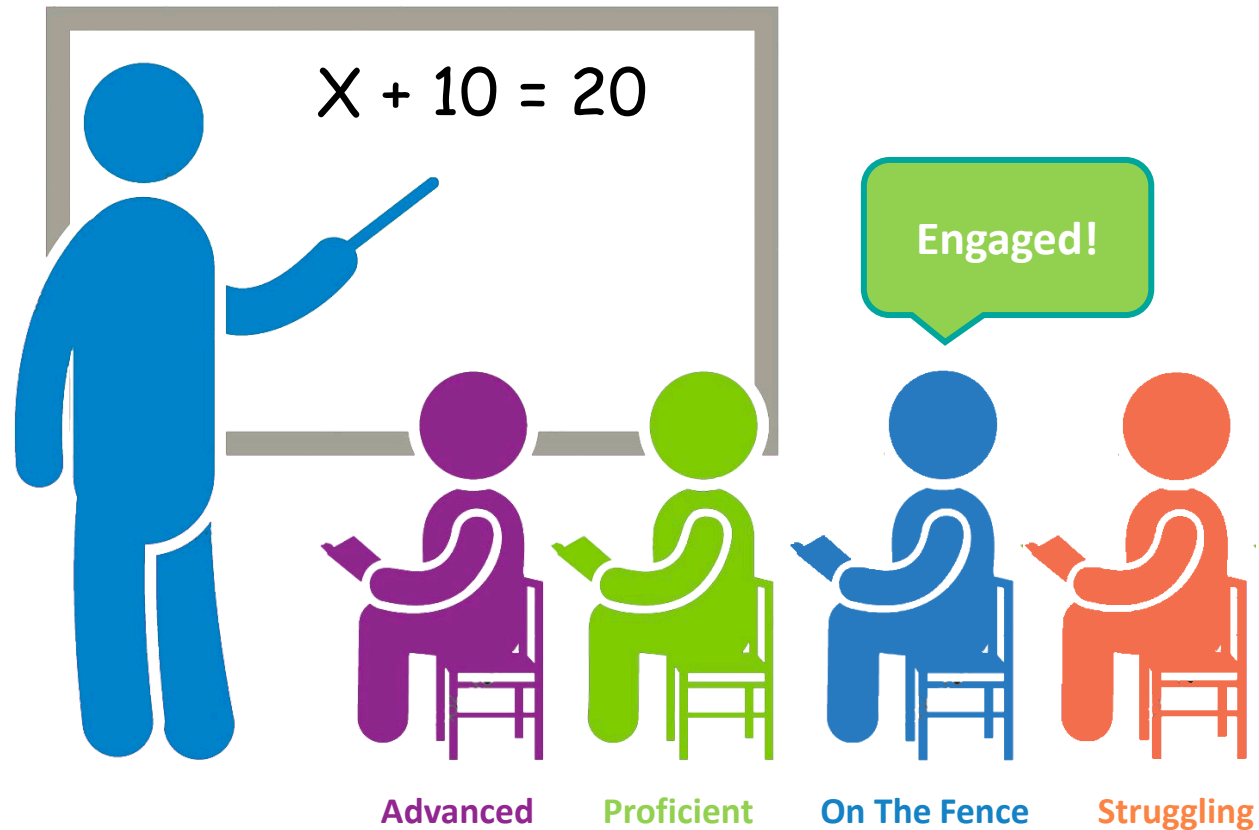 X + 10 = 20
Engaged!
Advanced Proficient On The Fence Struggling